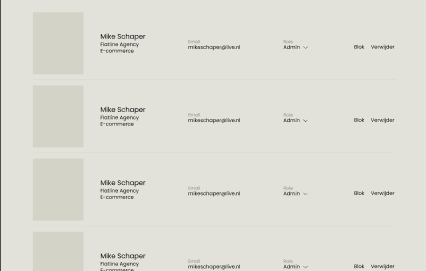 Mike Schaper
Flatline Agency
E-commerce
Email
mikeschaper@live.nl
Role
Admin
Blok Verwijder
Mike Schaper
Flatline Agency
E-commerce
Email
mikeschaper@live.nl
Role
Admin
Blok Verwijder
Mike Schaper
Flatline Agency
E-commerce
Email
mikeschaper@live.nl
Role
Admin
Blok Verwijder
Mike Schaper
Flatline Agency
E-commerce
Email
mikeschaper@live.nl
Role
Admin
Blok Verwijder